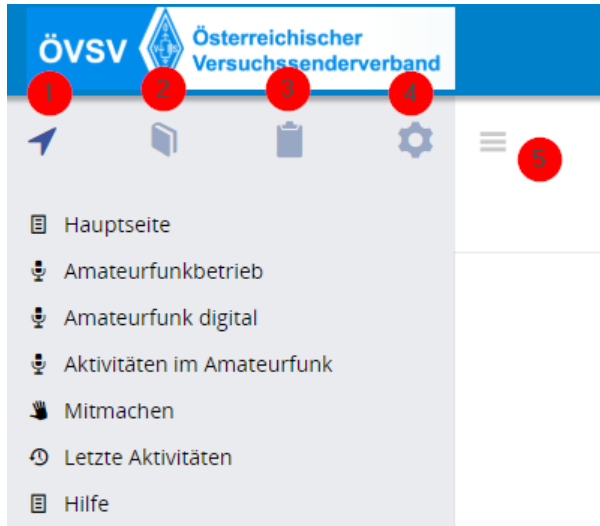 ÖVSV
Österreichischer
Versuchssenderverband
1
2
3
4
5
Hauptseite
Amateurfunkbetrieb
Amateurfunk digital
Aktivitäten im Amateurfunk
Mitmachen
Letzte Aktivitäten
Hilfe